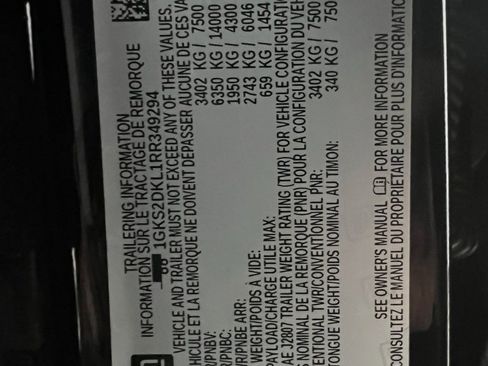 TRAILERING INFORMATION
INFORMATION SUR LE TRACTAGE DE REMORQUE
1GKS2DKL1RR349294
VEHICLE AND TRAILER MUST NOT EXCEED ANY OF THESE VALUES.
HICULE ET LA REMORQUE NE DOIVENT DEPASSER AUCUNE DE CES VA
R/PNBV: 3402 KG / 7500
R/PNBC: 6350 KG / 14000
R/PNBE ARR: 1950 KG / 4300
WEIGHT/POIDS À VIDE: 2743 KG / 6046
PAYLOAD/CHARGE UTILE MAX: 659 KG / 1454
AE J2807 TRAILER WEIGHT RATING (TWR) FOR VEHICLE CONFIGURATION
S NOMINAL DE LA REMORQUE (PNR) POUR LA CONFIGURATION DU VEH
ENTIONAL TWR/CONVENTIONNEL PNR: 3402 KG / 7500
TONGUE WEIGHT/POIDS NOMINAL AU TIMON: 340 KG / 750
SEE OWNER'S MANUAL FOR MORE INFORMATION
CONSULTEZ LE MANUEL DU PROPRIÉTAIRE POUR PLUS D'INFORMATIO